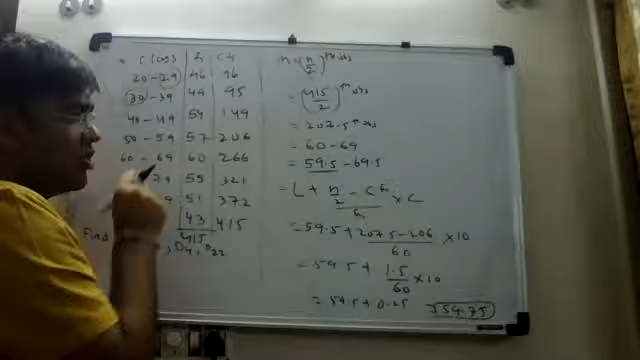 Class f cf
20-29 46 46
30-39 49 95
40-49 54 149
50-54 57 206
60-69 60 266
55 321
51 372
43 415
415
Find
, D4, P22
= (n/2)th obs
= (415/2)th obs
= 207.5th obs
= 60-69
= 59.5-69.5
= L + n/2 - cf × c
= 59.5 + 207.5-206/60 ×10
= 59.5 + 1.5/60 ×10
= 59.5 + 0.25
59.75